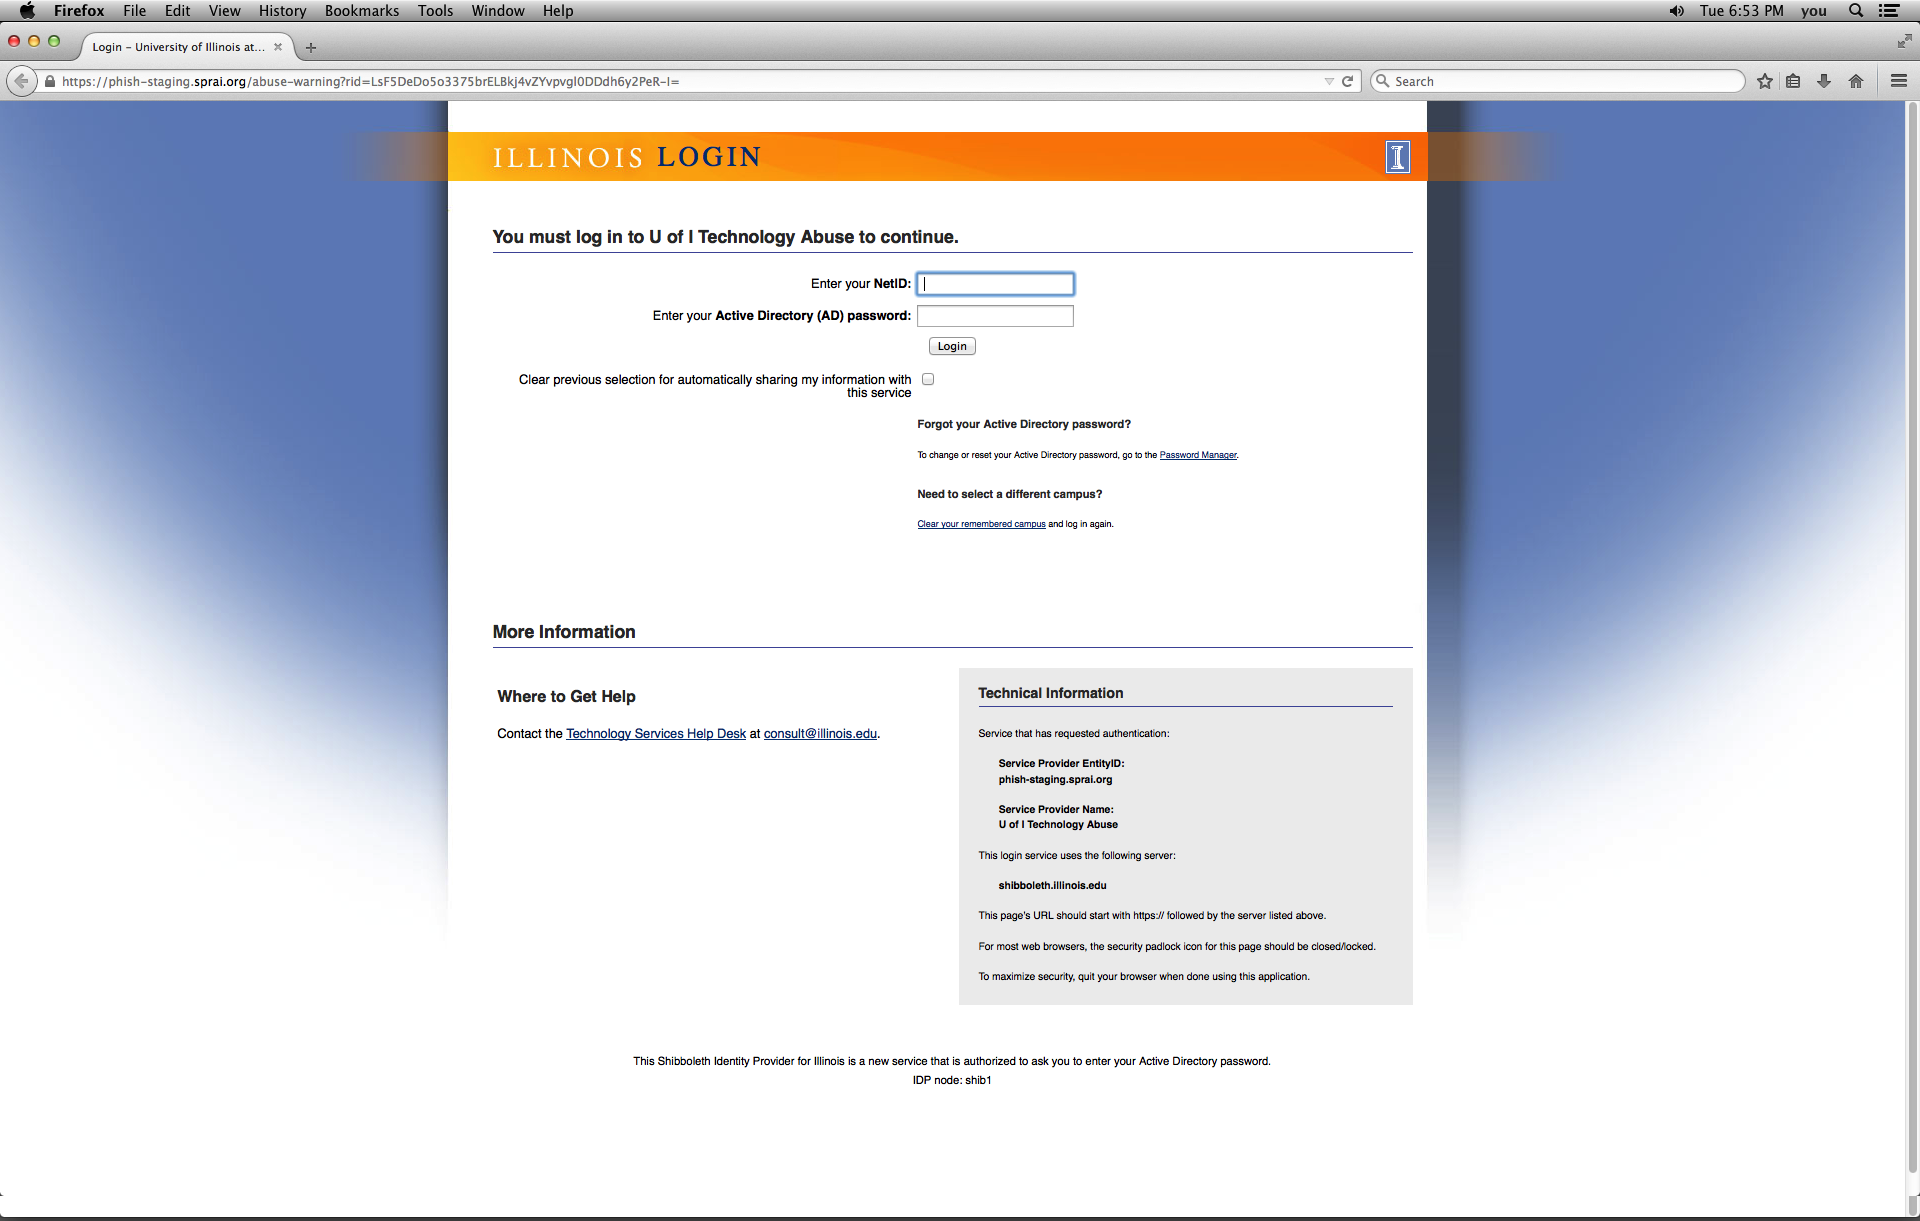 Firefox File Edit View History Bookmarks Tools Window Help Tue 6:53 PM you
Login – University of Illinois at...
https://phish-staging.sprai.org/abuse-warning?rid=LsF5DeDo5o3375brELBkj4vZYvpvgl0DDdh6y2PeR-I= Search
ILLINOIS LOGIN
You must log in to U of I Technology Abuse to continue.
Enter your NetID:
Enter your Active Directory (AD) password:
Login
Clear previous selection for automatically sharing my information with
this service
Forgot your Active Directory password?
To change or reset your Active Directory password, go to the Password Manager.
Need to select a different campus?
Clear your remembered campus and log in again.
More Information
Where to Get Help
Contact the Technology Services Help Desk at consult@illinois.edu.
Technical Information
Service that has requested authentication:
Service Provider EntityID:
phish-staging.sprai.org
Service Provider Name:
U of I Technology Abuse
This login service uses the following server:
shibboleth.illinois.edu
This page's URL should start with https:// followed by the server listed above.
For most web browsers, the security padlock icon for this page should be closed/locked.
To maximize security, quit your browser when done using this application.
This Shibboleth Identity Provider for Illinois is a new service that is authorized to ask you to enter your Active Directory password.
IDP node: shib1